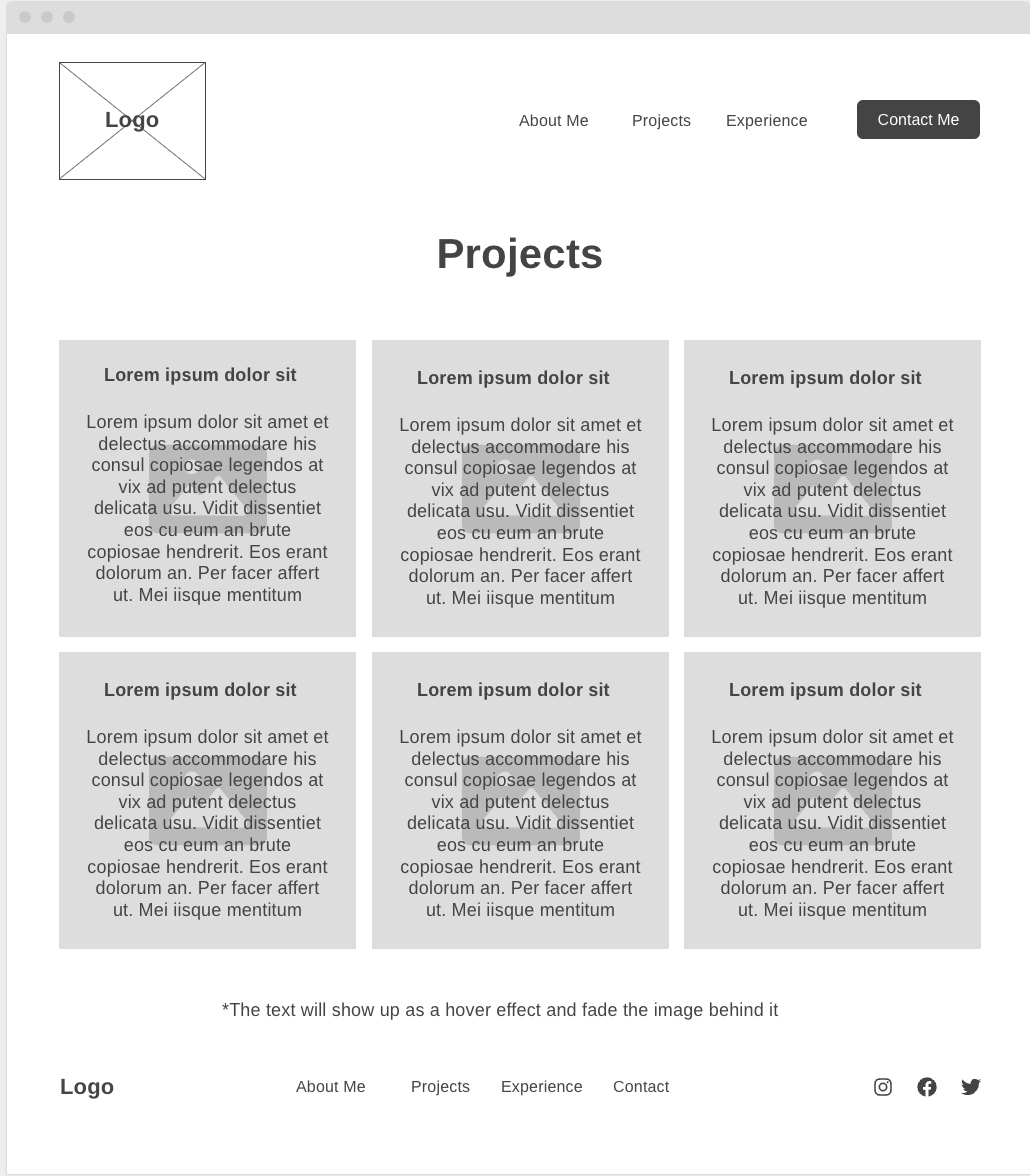 Logo
About Me
Projects
Experience
Contact Me
Projects
Lorem ipsum dolor sit
Lorem ipsum dolor sit amet et
delectus accommodare his
consul copiosae legendos at
vix ad putent delectus
delicata usu. Vidit dissentiet
eos cu eum an brute
copiosae hendrerit. Eos erant
dolorum an. Per facer affert
ut. Mei iisque mentitum
Lorem ipsum dolor sit
Lorem ipsum dolor sit amet et
delectus accommodare his
consul copiosae legendos at
vix ad putent delectus
delicata usu. Vidit dissentiet
eos cu eum an brute
copiosae hendrerit. Eos erant
dolorum an. Per facer affert
ut. Mei iisque mentitum
Lorem ipsum dolor sit
Lorem ipsum dolor sit amet et
delectus accommodare his
consul copiosae legendos at
vix ad putent delectus
delicata usu. Vidit dissentiet
eos cu eum an brute
copiosae hendrerit. Eos erant
dolorum an. Per facer affert
ut. Mei iisque mentitum
Lorem ipsum dolor sit
Lorem ipsum dolor sit amet et
delectus accommodare his
consul copiosae legendos at
vix ad putent delectus
delicata usu. Vidit dissentiet
eos cu eum an brute
copiosae hendrerit. Eos erant
dolorum an. Per facer affert
ut. Mei iisque mentitum
Lorem ipsum dolor sit
Lorem ipsum dolor sit amet et
delectus accommodare his
consul copiosae legendos at
vix ad putent delectus
delicata usu. Vidit dissentiet
eos cu eum an brute
copiosae hendrerit. Eos erant
dolorum an. Per facer affert
ut. Mei iisque mentitum
Lorem ipsum dolor sit
Lorem ipsum dolor sit amet et
delectus accommodare his
consul copiosae legendos at
vix ad putent delectus
delicata usu. Vidit dissentiet
eos cu eum an brute
copiosae hendrerit. Eos erant
dolorum an. Per facer affert
ut. Mei iisque mentitum
*The text will show up as a hover effect and fade the image behind it
Logo
About Me
Projects
Experience
Contact